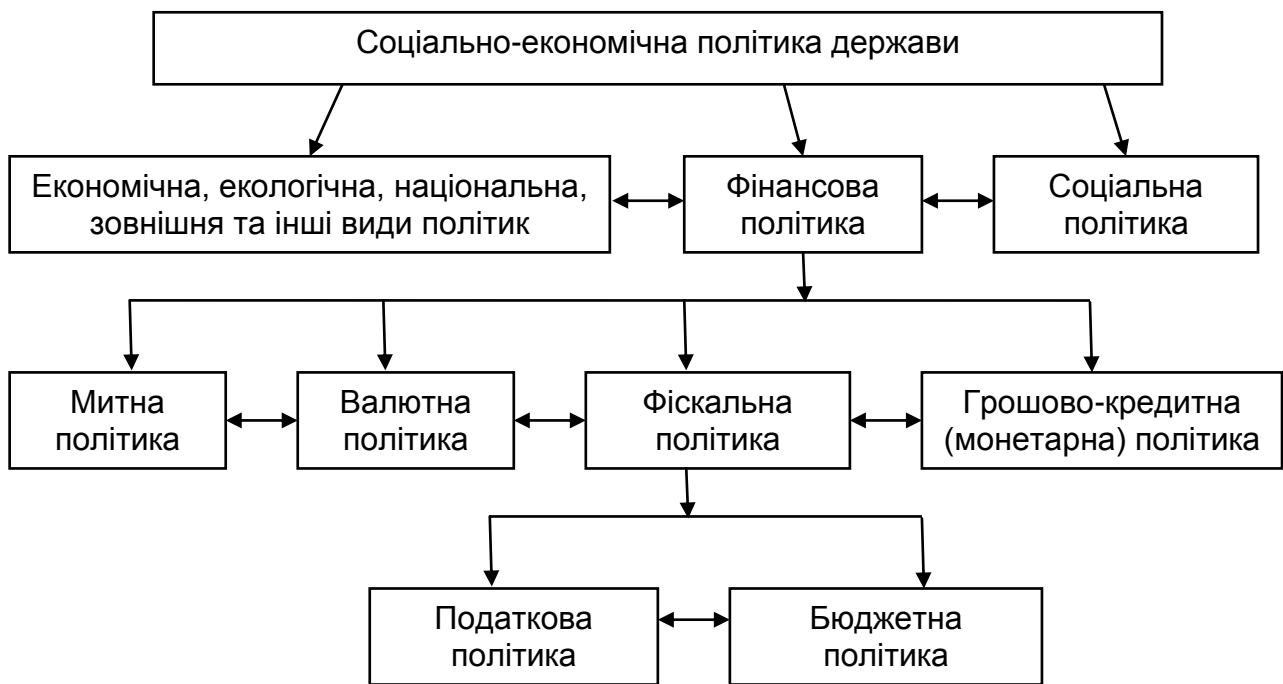 Соціально-економічна політика держави
Економічна, екологічна, національна,
зовнішня та інші види політик
Фінансова
політика
Соціальна
політика
Митна
політика
Валютна
політика
Фіскальна
політика
Грошово-кредитна
(монетарна) політика
Податкова
політика
Бюджетна
політика